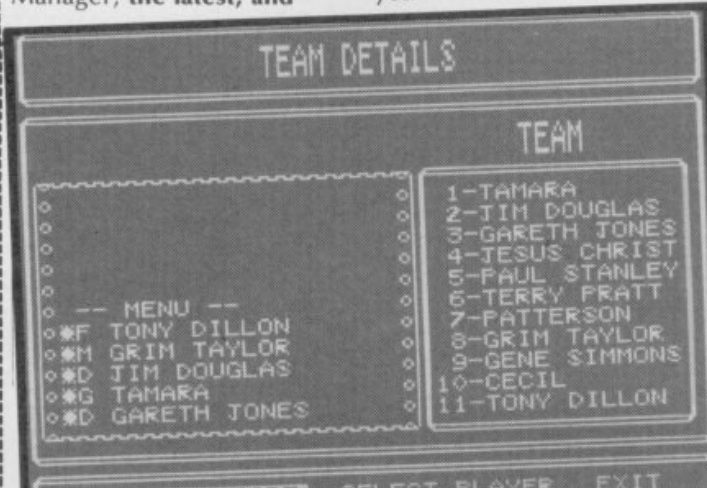 Manager, the latest, and
TEAM DETAILS
TEAM
1-TAMARA
2-JIM DOUGLAS
3-GARETH JONES
4-JESUS CHRIST
5-PAUL STANLEY
6-TERRY PRATT
7-PATTERSON
8-GRIM TAYLOR
9-GENE SIMMONS
10-CECIL
11-TONY DILLON
-- MENU --
*F TONY DILLON
*M GRIM TAYLOR
*D JIM DOUGLAS
*G TAMARA
*D GARETH JONES
SELECT PLAYER EXIT